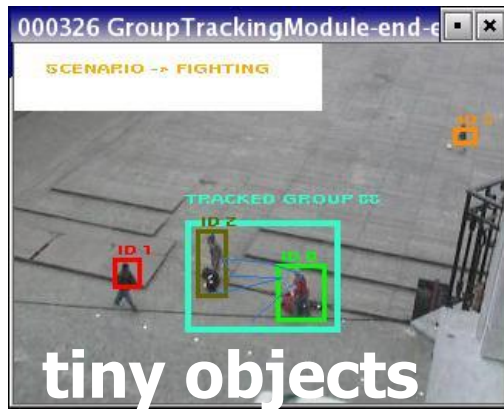 000326 GroupTrackingModule-end-e
SCENARIO -> FIGHTING
TRACKED GROUP
ID 2
ID 1
tiny objects